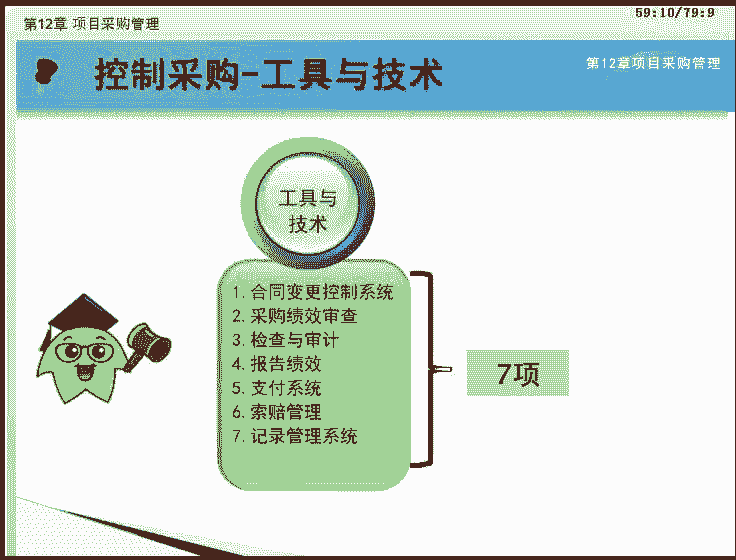 59:10/79:9
第12章 项目采购管理
控制采购-工具与技术
第12章项目采购管理
工具与
技术
1. 合同变更控制系统
2. 采购绩效审查
3. 检查与审计
4. 报告绩效
5. 支付系统
6. 索赔管理
7. 记录管理系统
7项